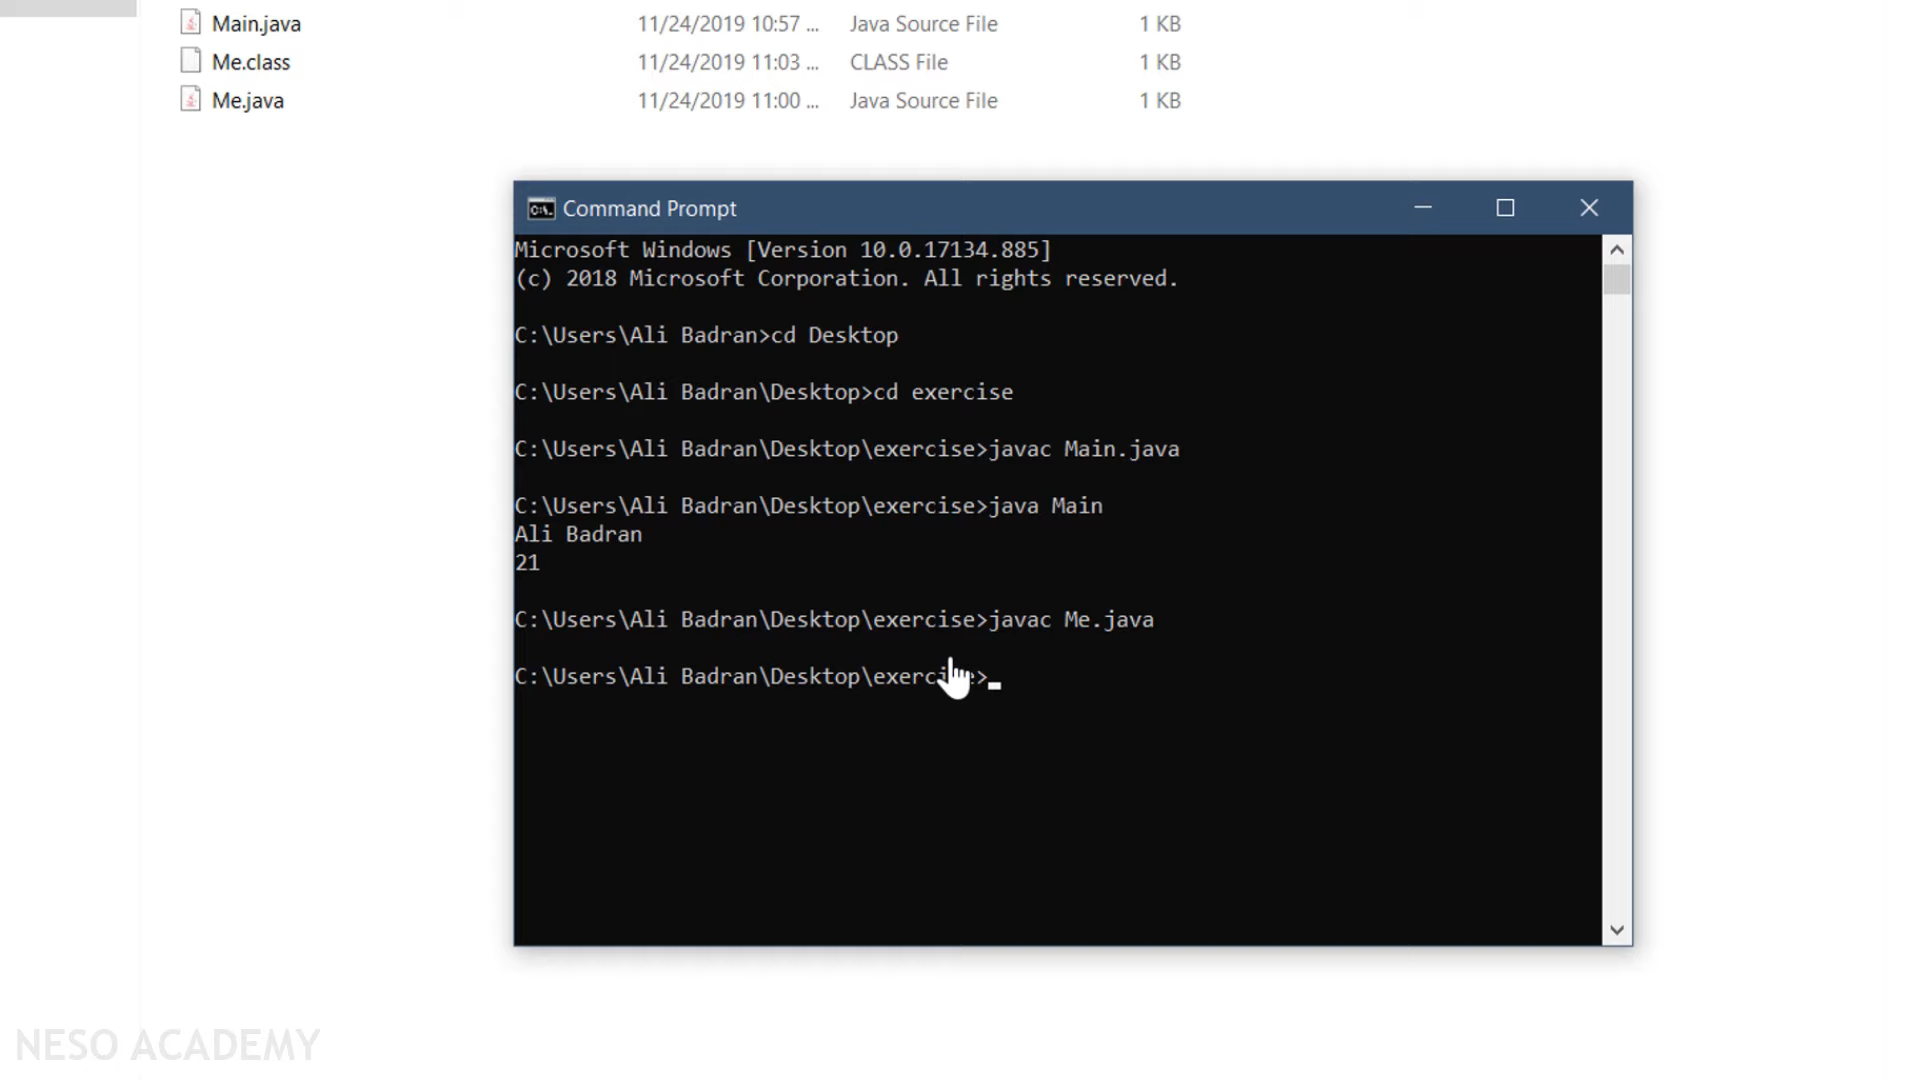 Main.java 11/24/2019 10:57 ... Java Source File 1 KB
Me.class 11/24/2019 11:03 ... CLASS File 1 KB
Me.java 11/24/2019 11:00 ... Java Source File 1 KB
Command Prompt
Microsoft Windows [Version 10.0.17134.885]
(c) 2018 Microsoft Corporation. All rights reserved.
C:\Users\Ali Badran>cd Desktop
C:\Users\Ali Badran\Desktop>cd exercise
C:\Users\Ali Badran\Desktop\exercise>javac Main.java
C:\Users\Ali Badran\Desktop\exercise>java Main
Ali Badran
21
C:\Users\Ali Badran\Desktop\exercise>javac Me.java
C:\Users\Ali Badran\Desktop\exercise>
NESO ACADEMY